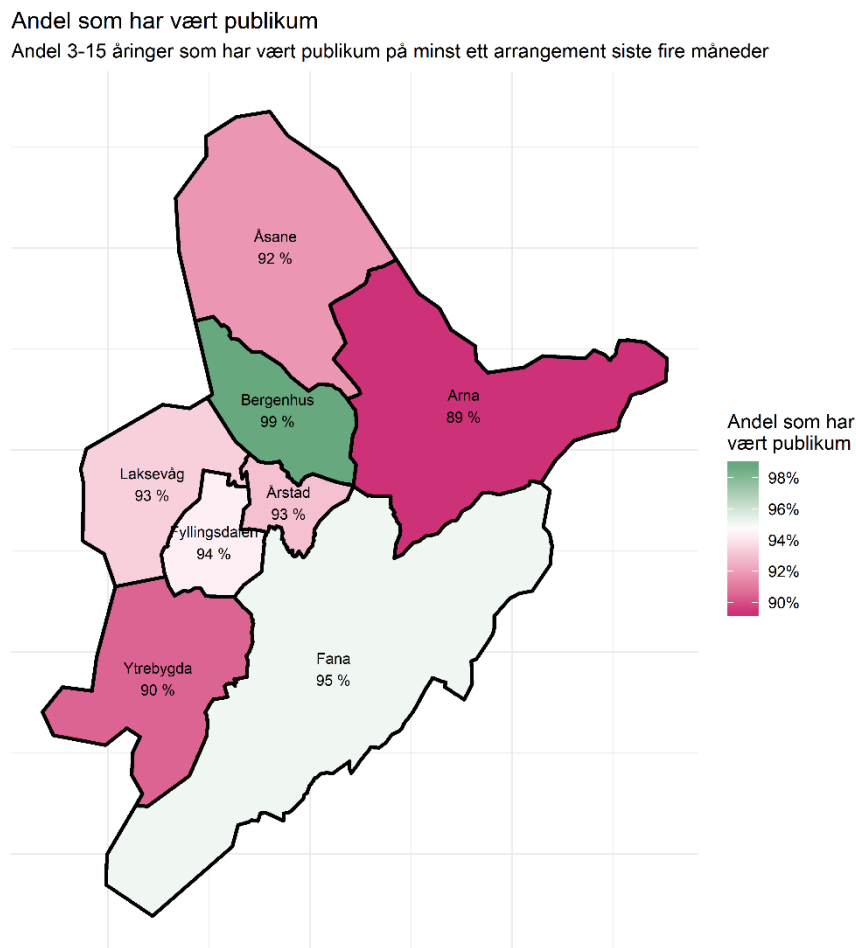 Andel som har vært publikum
Andel 3-15 åringer som har vært publikum på minst ett arrangement siste fire måneder
Åsane
92 %
Bergenhus
99 %
Arna
89 %
Laksevåg
93 %
Årstad
93 %
Fyllingsdalen
94 %
Fana
95 %
Ytrebygda
90 %
Andel som har
vært publikum
98%
96%
94%
92%
90%